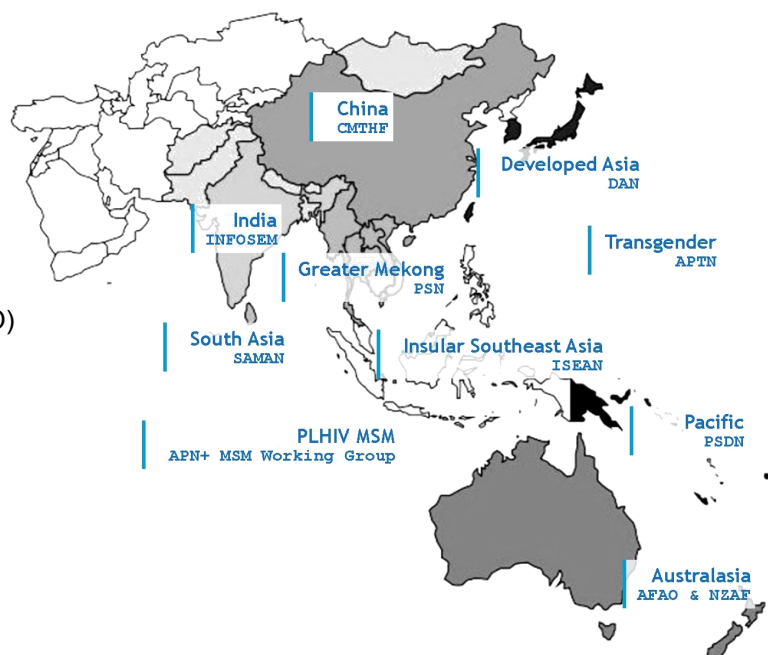 China
CMTHF
Developed Asia
DAN
India
INFOSEM
Transgender
APTN
Greater Mekong
PSN
)
South Asia
SAMAN
Insular Southeast Asia
ISEAN
Pacific
PSDN
PLHIV MSM
APN+ MSM Working Group
Australasia
AFAO & NZAF